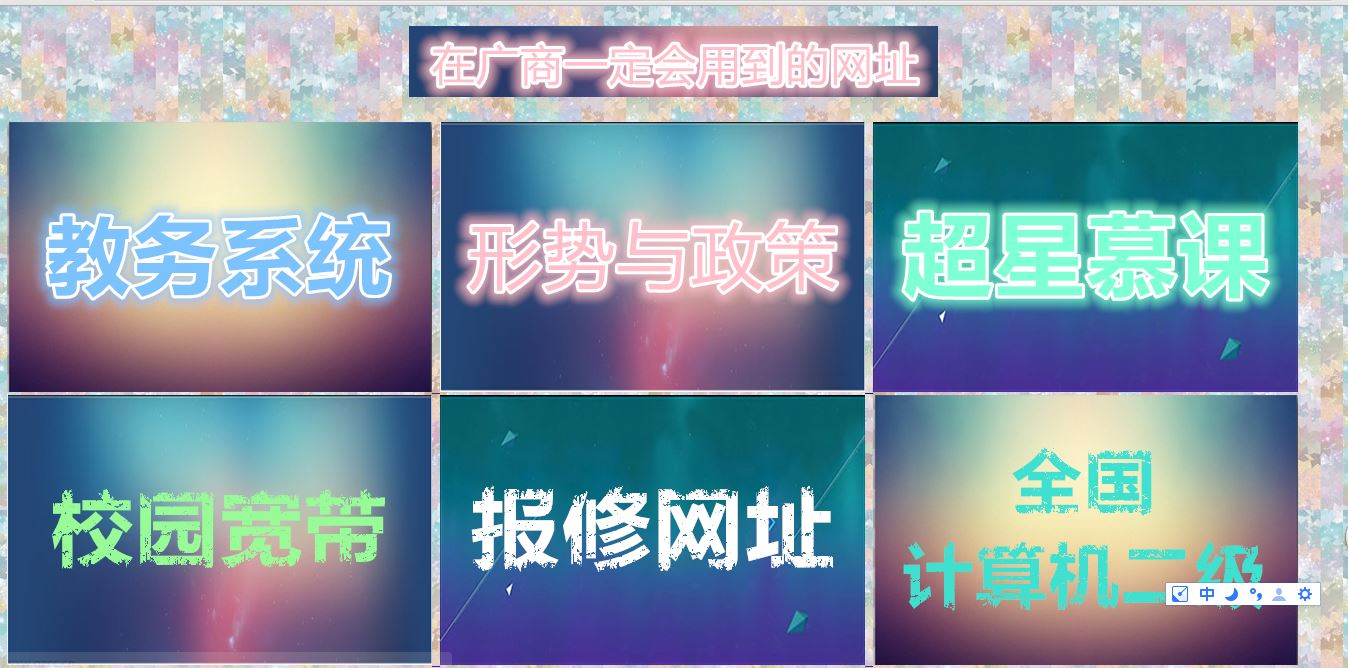 在广商一定会用到的网址
教务系统
形势与政策
超星慕课
校园宽带
报修网址
全国
计算机二级
中